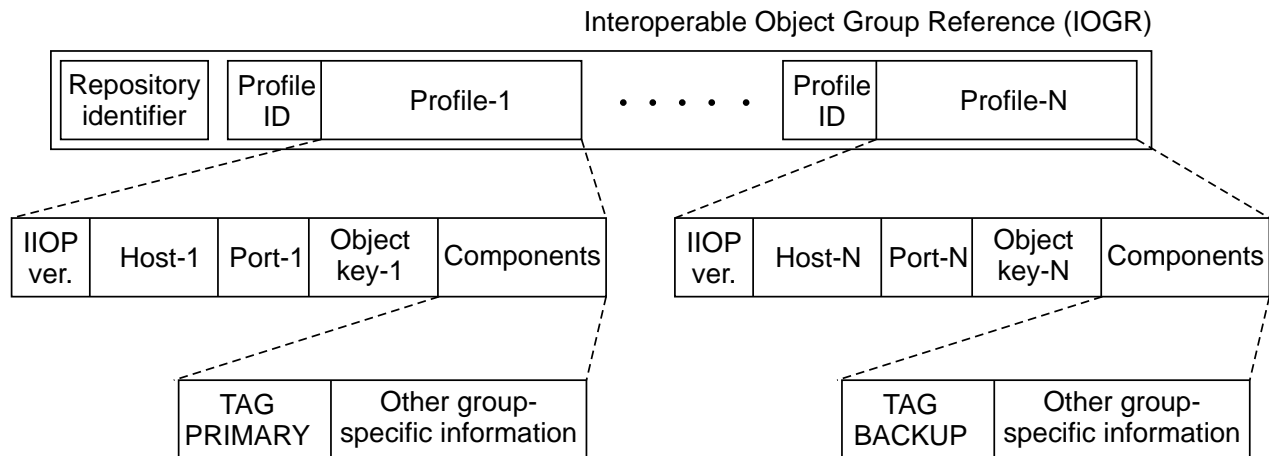 Interoperable Object Group Reference (IOGR)
Repository
identifier
Profile
ID
Profile-1
Profile
ID
Profile-N
IIOP
ver.
Host-1
Port-1
Object
key-1
Components
IIOP
ver.
Host-N
Port-N
Object
key-N
Components
TAG
PRIMARY
Other group-
specific information
TAG
BACKUP
Other group-
specific information